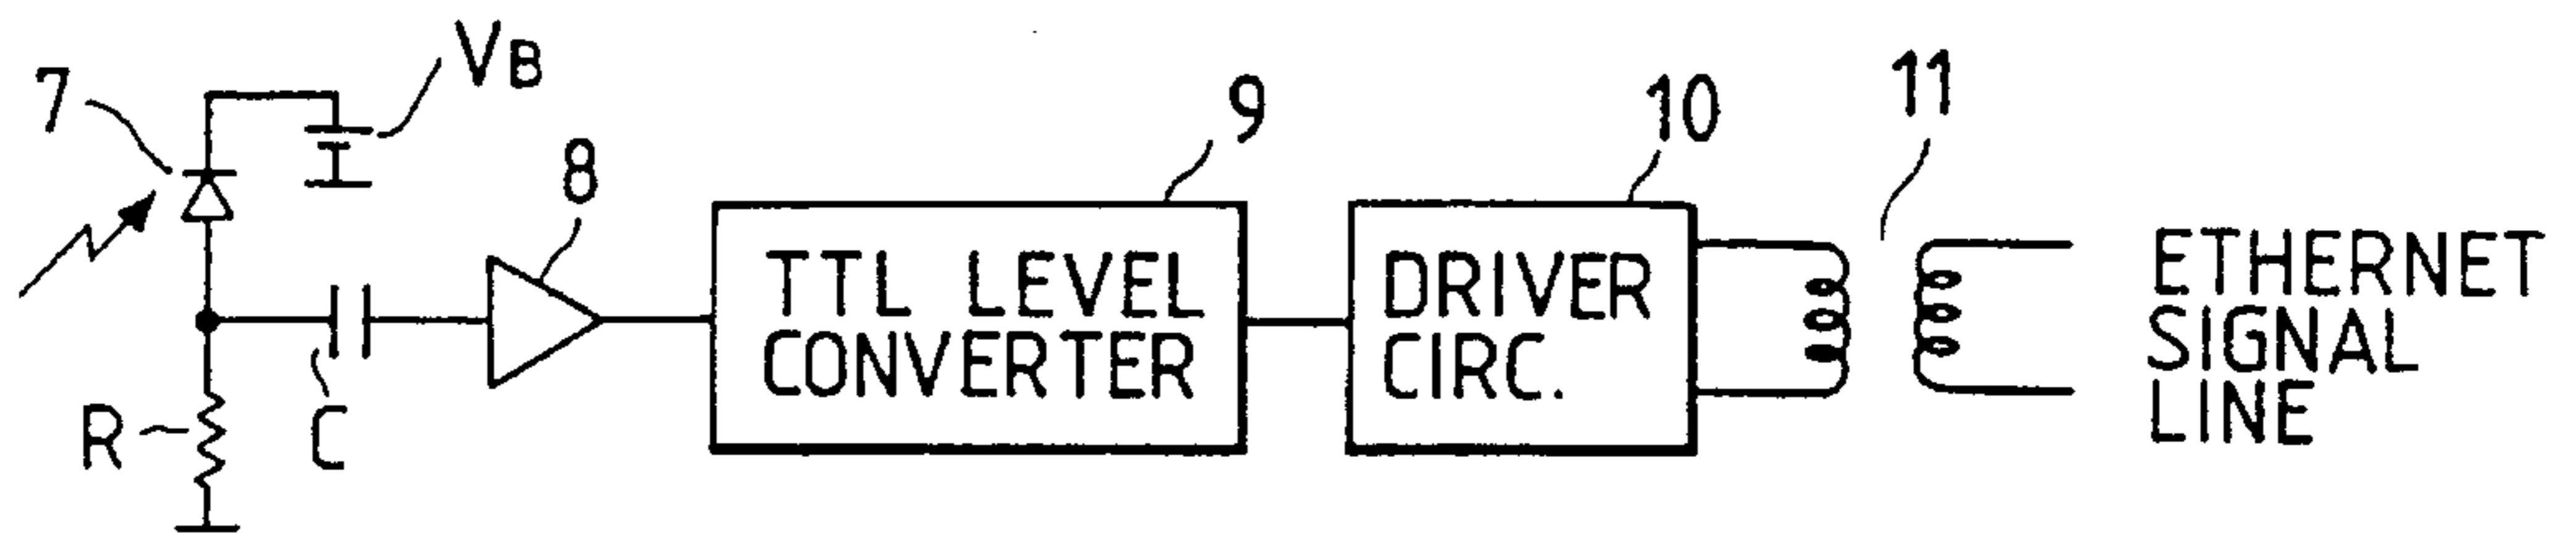 7
VB
8
9
10
11
R
C
TTL LEVEL
CONVERTER
DRIVER
CIRC.
ETHERNET
SIGNAL
LINE